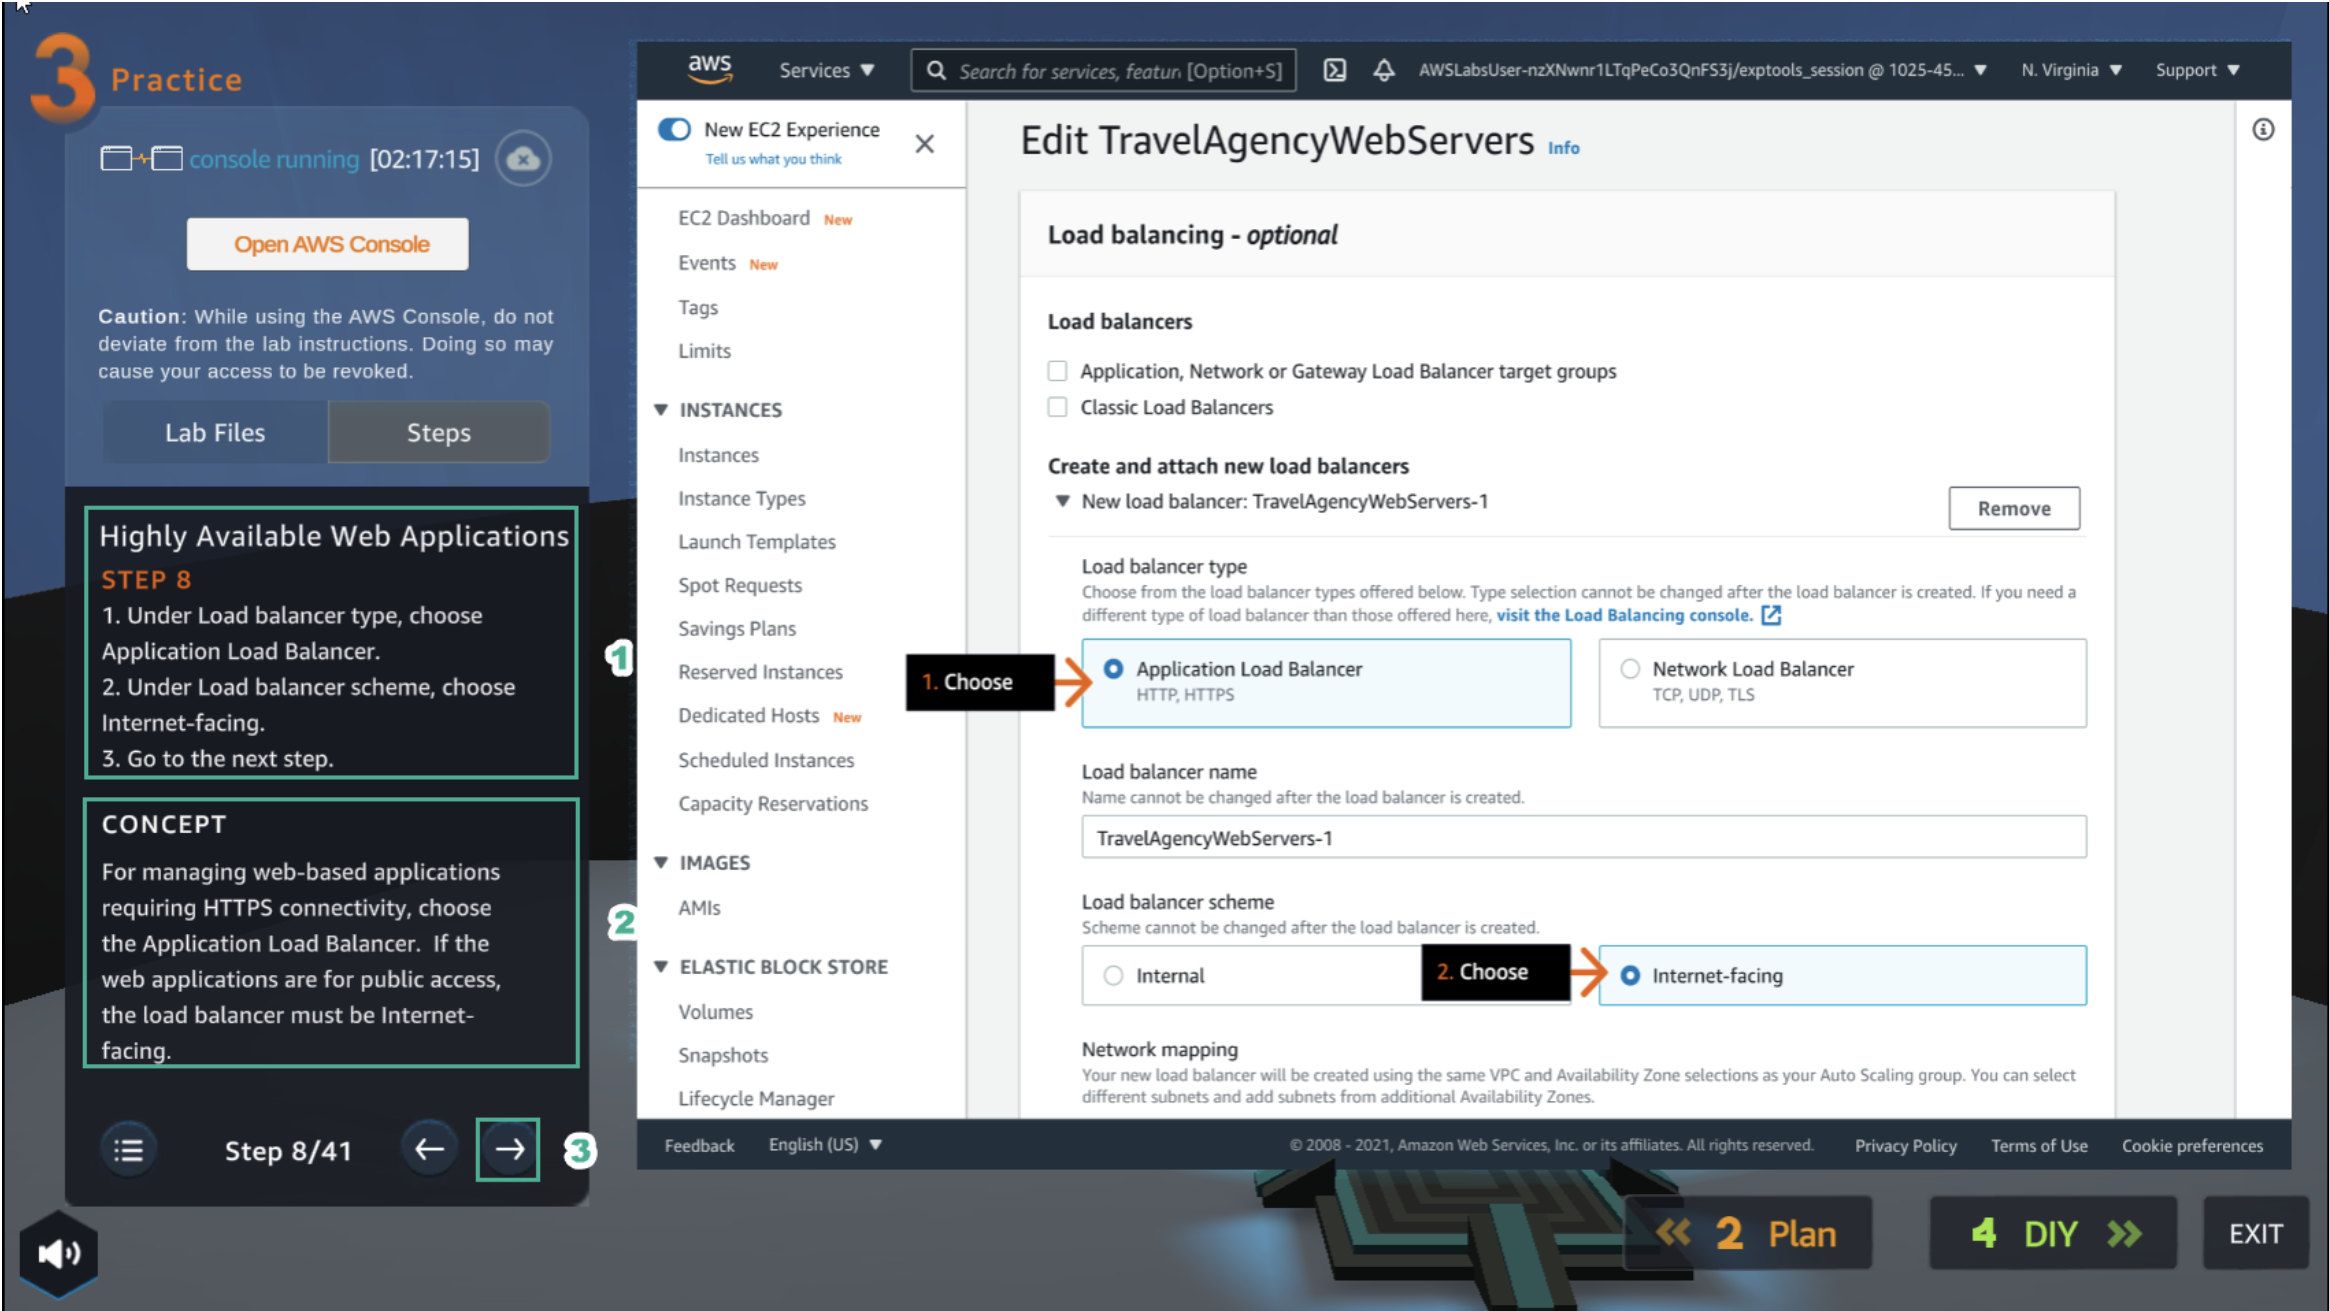 3 Practice
console running [02:17:15]
Open AWS Console
Caution: While using the AWS Console, do not
deviate from the lab instructions. Doing so may
cause your access to be revoked.
Lab Files
Steps
Highly Available Web Applications
STEP 8
1. Under Load balancer type, choose
Application Load Balancer.
2. Under Load balancer scheme, choose
Internet-facing.
3. Go to the next step.
1
CONCEPT
For managing web-based applications
requiring HTTPS connectivity, choose
the Application Load Balancer. If the
web applications are for public access,
the load balancer must be Internet-
facing.
2
Step 8/41
3
aws
Services
Search for services, featur [Option+S]
AWSLabsUser-nzXNwnr1LTqPeCo3QnFS3j/exptools_session @ 1025-45...
N. Virginia
Support
New EC2 Experience
Tell us what you think
EC2 Dashboard New
Events New
Tags
Limits
INSTANCES
Instances
Instance Types
Launch Templates
Spot Requests
Savings Plans
Reserved Instances
Dedicated Hosts New
Scheduled Instances
Capacity Reservations
IMAGES
AMIs
ELASTIC BLOCK STORE
Volumes
Snapshots
Lifecycle Manager
Edit TravelAgencyWebServers Info
Load balancing - optional
Load balancers
Application, Network or Gateway Load Balancer target groups
Classic Load Balancers
Create and attach new load balancers
New load balancer: TravelAgencyWebServers-1
Remove
Load balancer type
Choose from the load balancer types offered below. Type selection cannot be changed after the load balancer is created. If you need a
different type of load balancer than those offered here, visit the Load Balancing console.
1. Choose
Application Load Balancer
HTTP, HTTPS
Network Load Balancer
TCP, UDP, TLS
Load balancer name
Name cannot be changed after the load balancer is created.
TravelAgencyWebServers-1
Load balancer scheme
Scheme cannot be changed after the load balancer is created.
Internal
2. Choose
Internet-facing
Network mapping
Your new load balancer will be created using the same VPC and Availability Zone selections as your Auto Scaling group. You can select
different subnets and add subnets from additional Availability Zones.
Feedback
English (US)
© 2008 - 2021, Amazon Web Services, Inc. or its affiliates. All rights reserved.
Privacy Policy
Terms of Use
Cookie preferences
2 Plan
4 DIY
EXIT